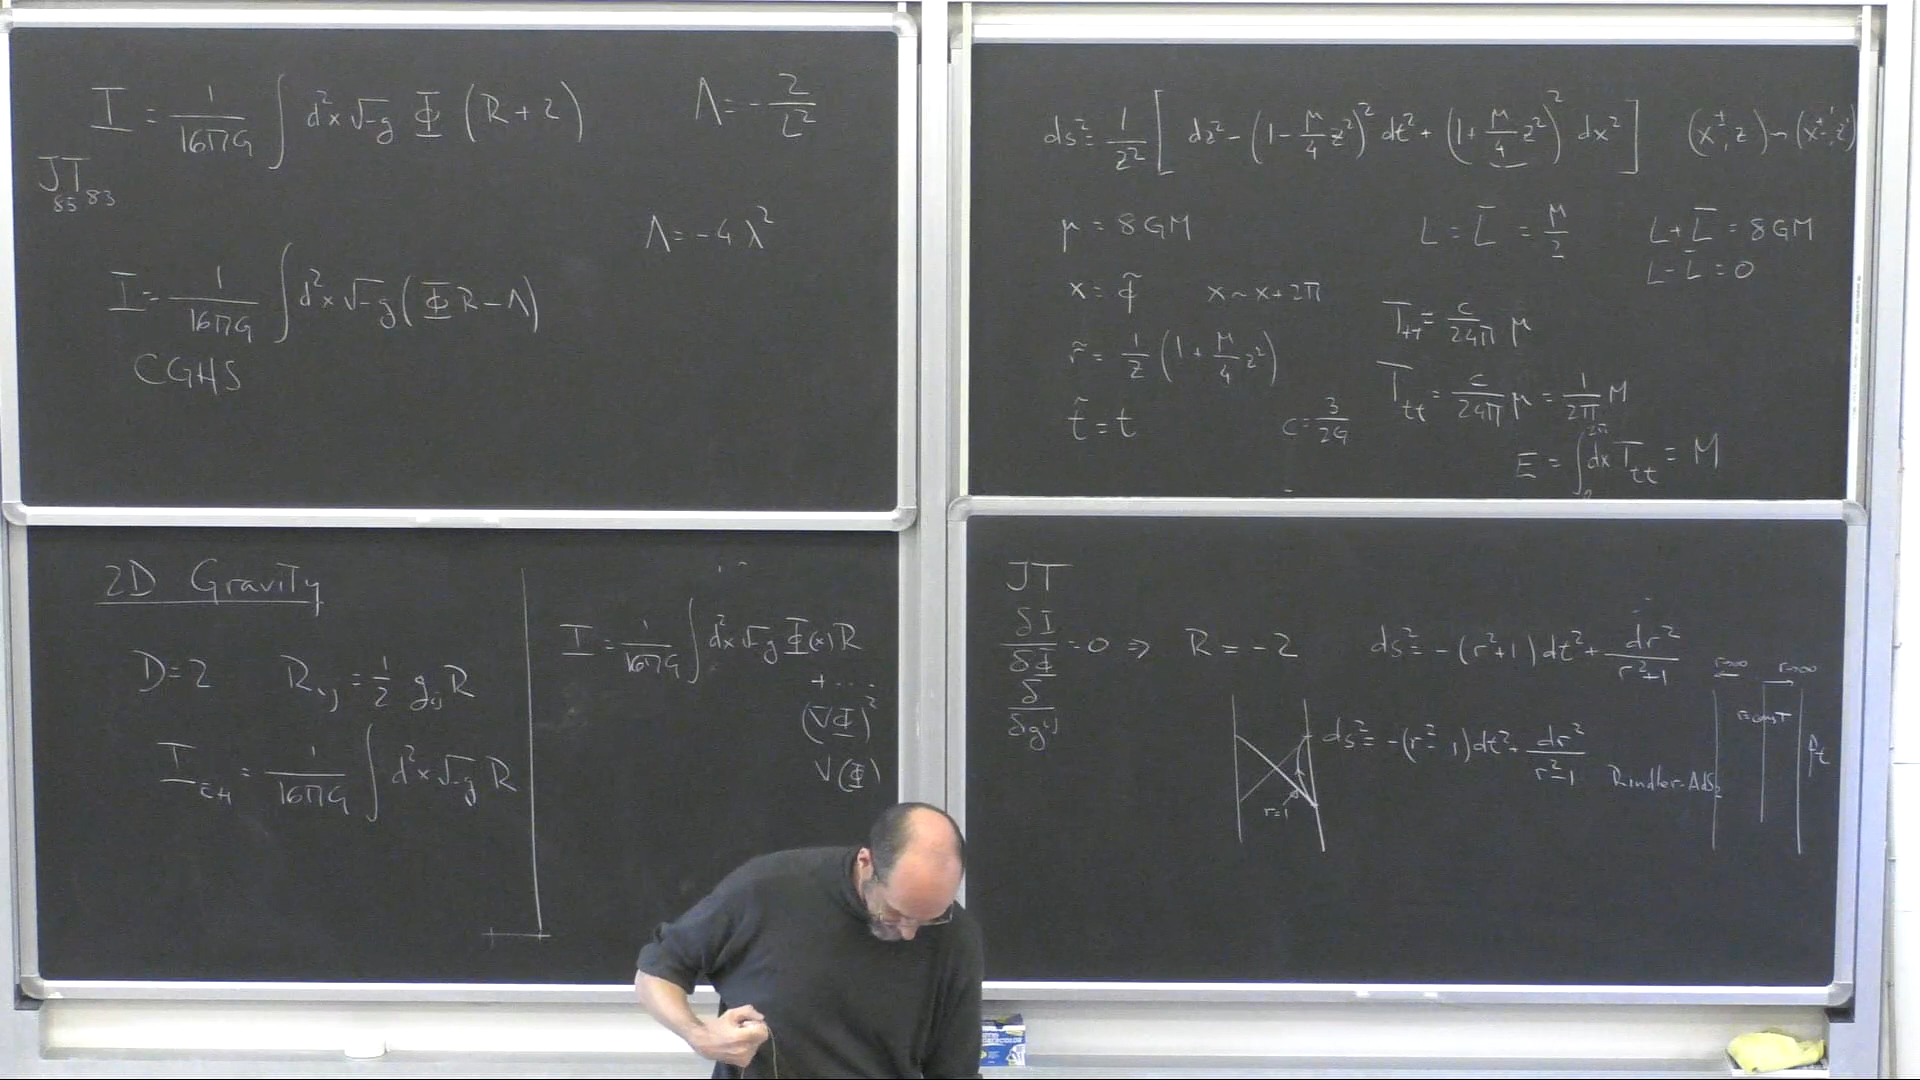 I = 1/16πG ∫ d²x √-g Φ (R + 2)
Λ = - 2/L²
JT
85 83
Λ = -4λ²
I = 1/16πG ∫ d²x √-g (Φ R - Λ)
CGHS
ds² = 1/z² [ dz² - (1 - μ/4 z²)² dt² + (1 + μ/4 z²)² dx² ] (x^±, z) ~ (x^±', z')
μ = 8GM
L = L̄ = μ/2
L + L̄ = 8GM
L - L̄ = 0
x = φ̃ x ~ x + 2π
T₊₊ = c/24π μ
r̃ = 1/z (1 + μ/4 z²)
T_tt = c/24π μ = 1/2π M
t̃ = t
c = 3/2G
E = ∫₀^2π dx T_tt = M
2D Gravity
D=2 R_ij = 1/2 g_ij R
I_EH = 1/16πG ∫ d²x √-g R
I = 1/16πG ∫ d²x √-g Φ(x) R
+ ...
(∇Φ)²
V(Φ)
JT
δI/δΦ = 0 ⇒ R = -2 ds² = -(r²+1) dt² + dr²/r²+1
δ/δg^ij
ds² = -(r²-1) dt² + dr²/r²-1 Rindler-AdS₂
r=1
r→∞ r→∞
r=const